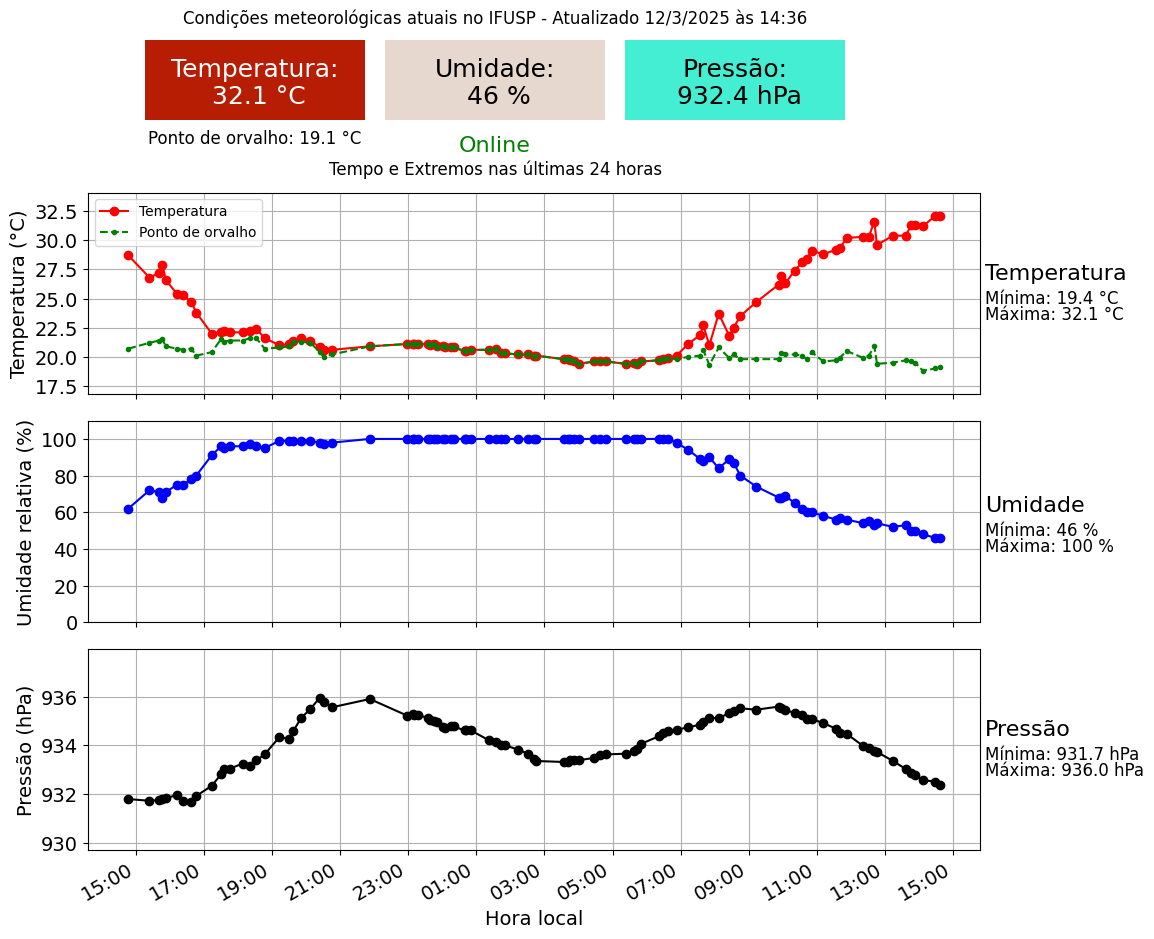 Condições meteorológicas atuais no IFUSP - Atualizado 12/3/2025 às 14:36
Temperatura:
32.1 °C
Umidade:
46 %
Pressão:
932.4 hPa
Ponto de orvalho: 19.1 °C
Online
Tempo e Extremos nas últimas 24 horas
Temperatura (°C)
32.5
30.0
27.5
25.0
22.5
20.0
17.5
Temperatura
Ponto de orvalho
Temperatura
Mínima: 19.4 °C
Máxima: 32.1 °C
Umidade relativa (%)
100
80
60
40
20
0
Umidade
Mínima: 46 %
Máxima: 100 %
Pressão (hPa)
936
934
932
930
Pressão
Mínima: 931.7 hPa
Máxima: 936.0 hPa
15:00 17:00 19:00 21:00 23:00 01:00 03:00 05:00 07:00 09:00 11:00 13:00 15:00
Hora local